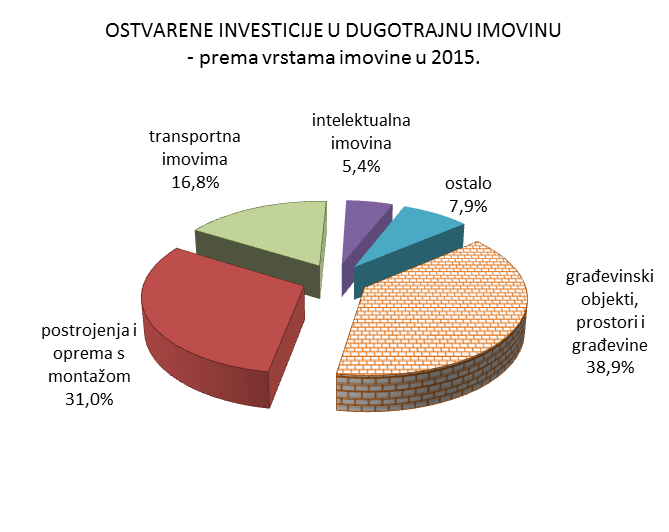 OSTVARENE INVESTICIJE U DUGOTRAJNU IMOVINU
- prema vrstama imovine u 2015.
intelektualna
imovina
5,4%
transportna
imovima
16,8%
ostalo
7,9%
građevinski
objekti,
prostori i
građevine
38,9%
postrojenja i
oprema s
montažom
31,0%